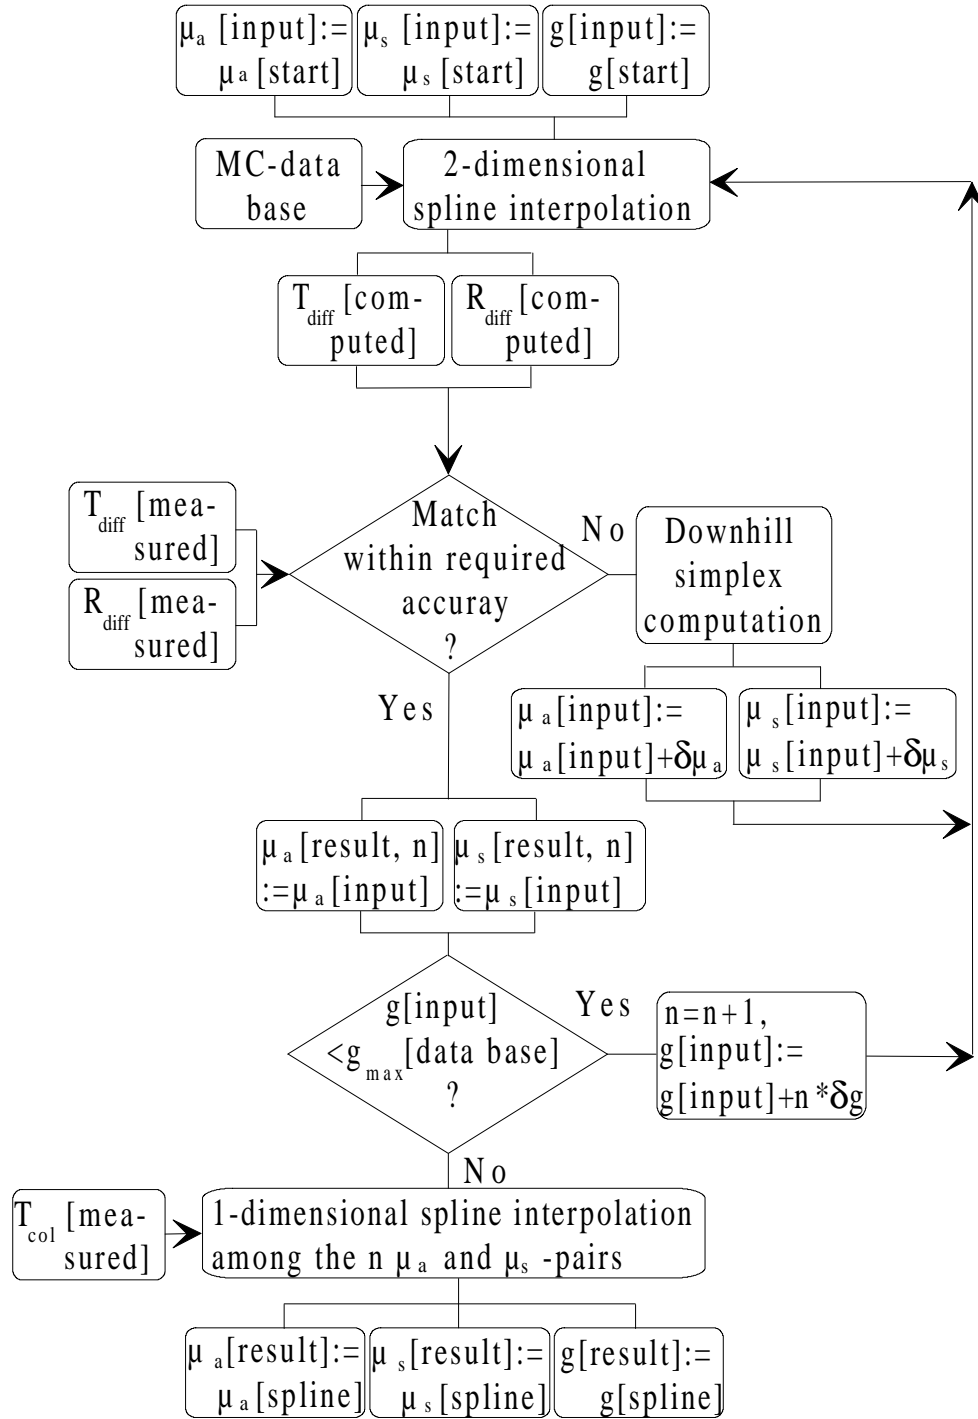 μa [input]:=
μa [start]
μs [input]:=
μs [start]
g[input]:=
g[start]
MC-data
base
2-dimensional
spline interpolation
Tdiff [com-
puted]
Rdiff [com-
puted]
Tdiff [mea-
sured]
Rdiff [mea-
sured]
Match
within required
accuray
?
No
Downhill
simplex
computation
μa[input]:=
μa[input]+δμa
μs[input]:=
μs[input]+δμs
Yes
μa[result, n]
:=μa[input]
μs[result, n]
:=μs[input]
g[input]
<gmax[data base]
?
Yes
n=n+1,
g[input]:=
g[input]+n*δg
No
Tcol [mea-
sured]
1-dimensional spline interpolation
among the n μa and μs -pairs
μa[result]:=
μa[spline]
μs[result]:=
μs[spline]
g[result]:=
g[spline]